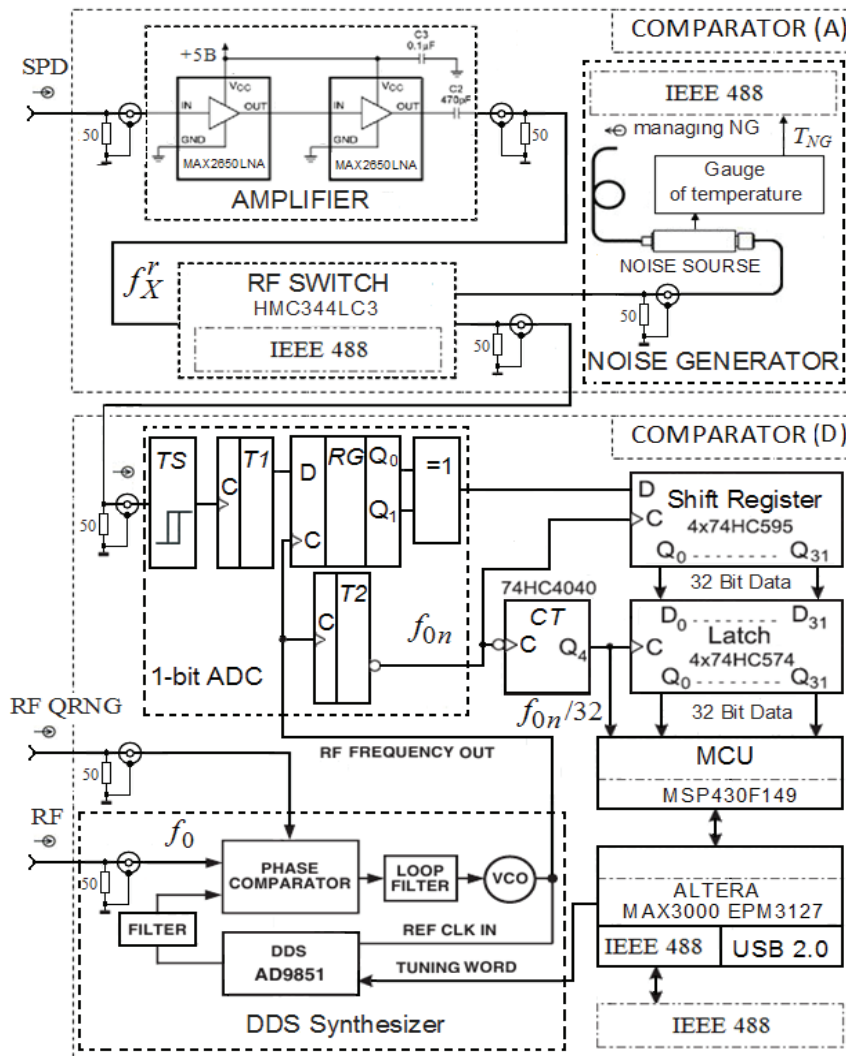 COMPARATOR (A)
SPD
+5B
C3
0.1µF
VCC
IN
OUT
GND
MAX2650LNA
VCC
IN
OUT
GND
MAX2650LNA
C2
470pF
50
50
AMPLIFIER
IEEE 488
managing NG
T_NG
Gauge
of temperature
NOISE SOURSE
50
NOISE GENERATOR
f_X^r
RF SWITCH
HMC344LC3
IEEE 488
50
COMPARATOR (D)
TS
C
T1
D
RG
Q0
Q1
C
=1
50
C
T2
f_0n
1-bit ADC
D
Shift Register
C
4x74HC595
Q0 - - - - - - - - Q31
32 Bit Data
74HC4040
CT
C
Q4
D0 - - - - - - - - D31
Latch
C
4x74HC574
Q0 - - - - - - - - Q31
f_0n/32
32 Bit Data
RF QRNG
50
RF FREQUENCY OUT
MCU
MSP430F149
RF
50
f_0
PHASE
COMPARATOR
LOOP
FILTER
VCO
FILTER
REF CLK IN
DDS
AD9851
TUNING WORD
DDS Synthesizer
ALTERA
MAX3000 EPM3127
IEEE 488
USB 2.0
IEEE 488